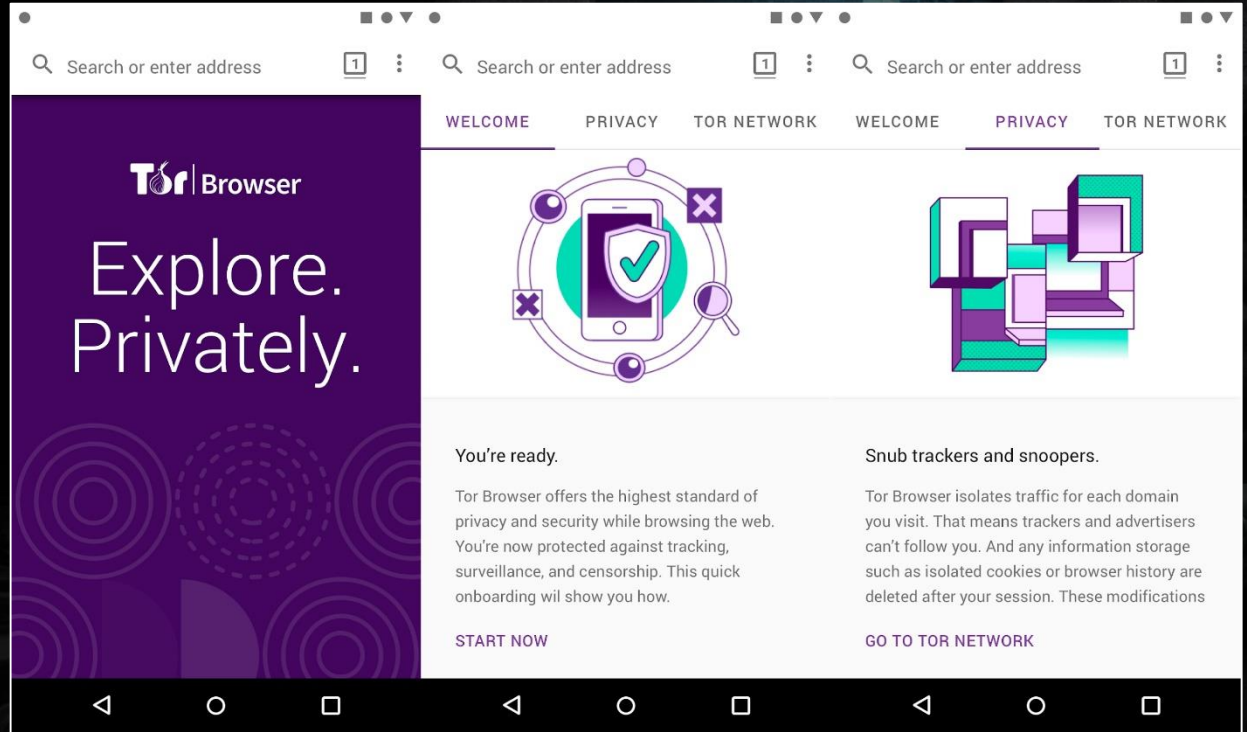 Search or enter address 1
Tor Browser
Explore.
Privately.
Search or enter address 1
WELCOME PRIVACY TOR NETWORK
You're ready.
Tor Browser offers the highest standard of
privacy and security while browsing the web.
You're now protected against tracking,
surveillance, and censorship. This quick
onboarding wil show you how.
START NOW
Search or enter address 1
WELCOME PRIVACY TOR NETWORK
Snub trackers and snoopers.
Tor Browser isolates traffic for each domain
you visit. That means trackers and advertisers
can't follow you. And any information storage
such as isolated cookies or browser history are
deleted after your session. These modifications
GO TO TOR NETWORK